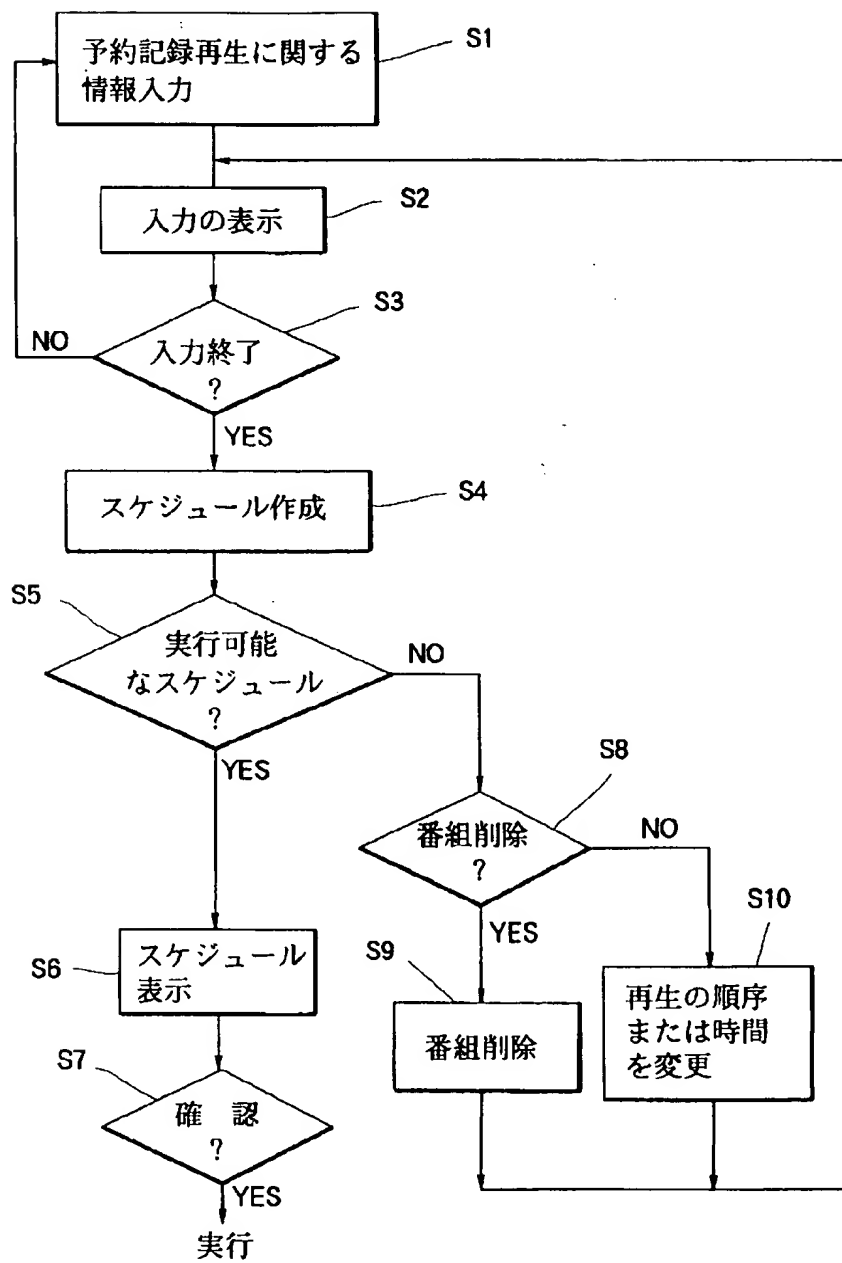 予約記録再生に関する
情報入力
S1
入力の表示
S2
S3
入力終了
?
NO
YES
スケジュール作成
S4
S5
実行可能
なスケジュール
?
NO
YES
S8
番組削除
?
NO
YES
S6
スケジュール
表示
S9
番組削除
S10
再生の順序
または時間
を変更
S7
確 認
?
YES
実行